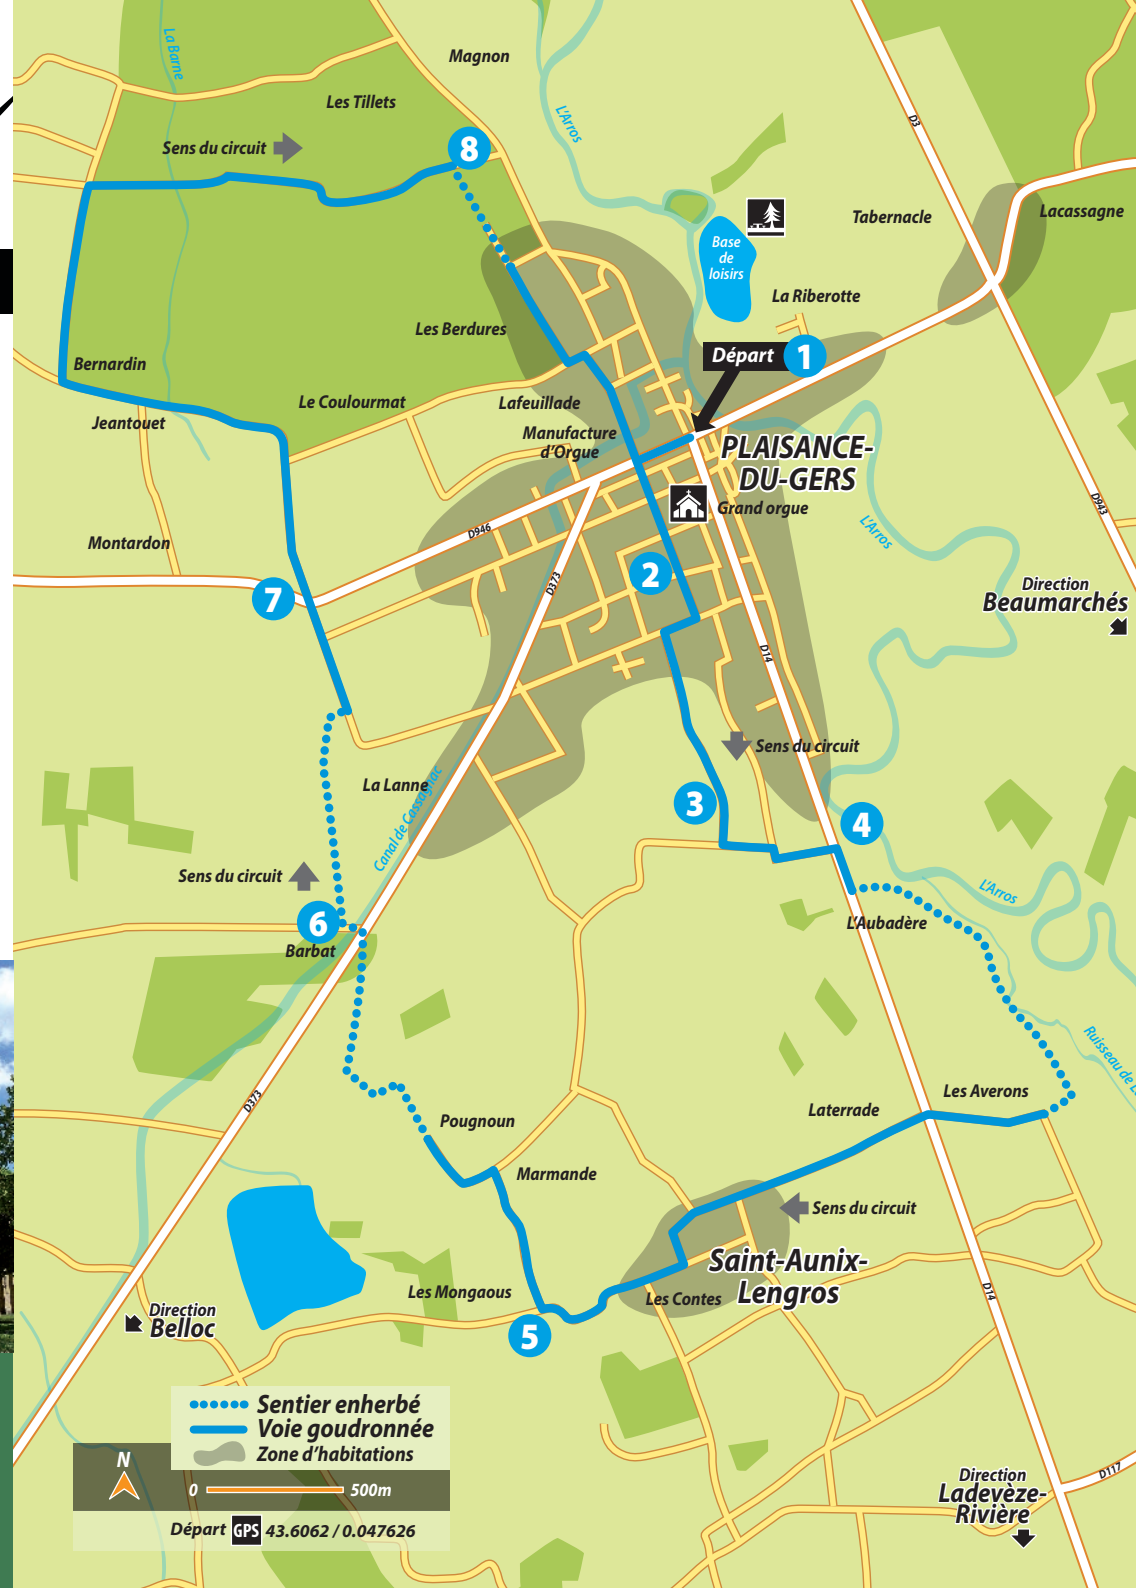 La Barne
Magnon
Les Tillets
L'Arros
D3
Sens du circuit
8
Tabernacle
Lacassagne
Base
de
loisirs
La Riberotte
Les Berdures
Départ 1
Bernardin
Le Coulourmat
Lafeuillade
Jeantouet
Manufacture
d'Orgue
PLAISANCE-
DU-GERS
Grand orgue
D943
L'Arros
D946
Montardon
2
D373
Direction
Beaumarchés
7
D14
Sens du circuit
La Lanne
Canal de Cassagnac
3
4
Sens du circuit
L'Arros
6
L'Aubadère
Barbat
Les Averons
D373
Laterrade
Pougnoun
Marmande
Sens du circuit
Saint-Aunix-
Lengros
Les Mongaous
Les Contes
D14
Direction
Belloc
5
Sentier enherbé
Voie goudronnée
Zone d'habitations
N
0 500m
D117
Direction
Ladevèze-
Rivière
Départ GPS 43.6062 / 0.047626
Ruisseau de